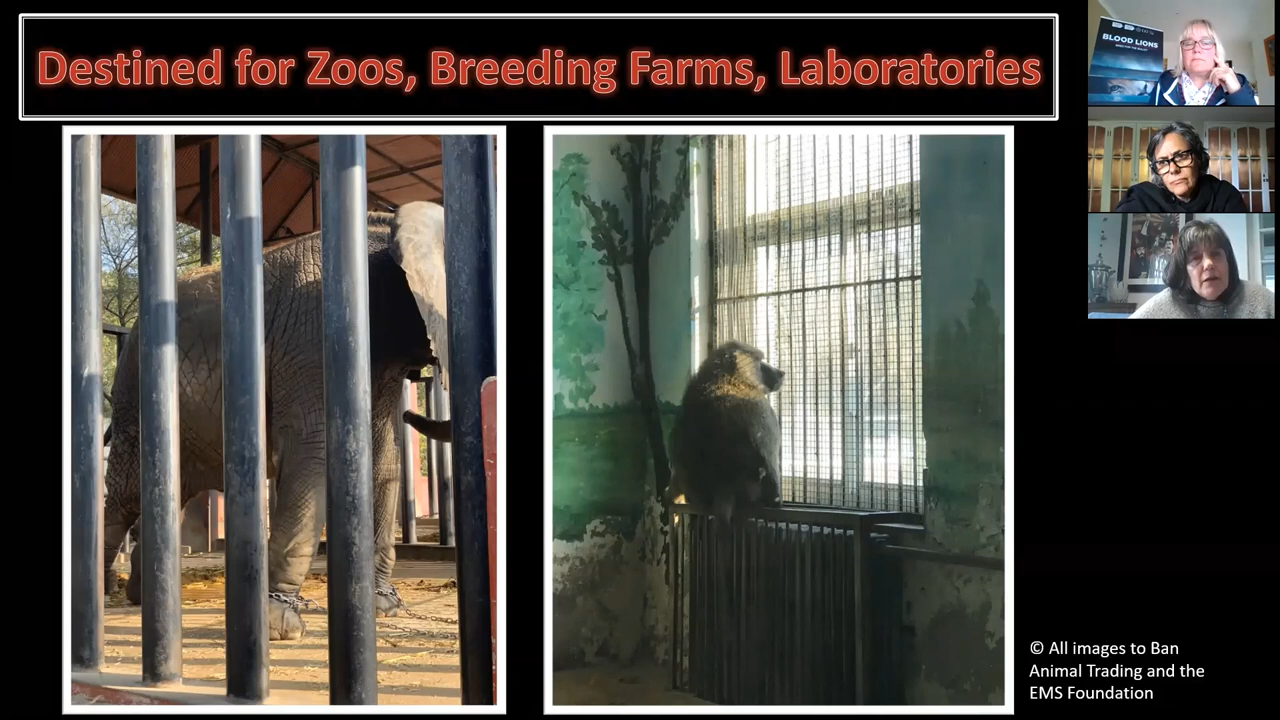 Destined for Zoos, Breeding Farms, Laboratories
BLOOD LIONS
© All images to Ban
Animal Trading and the
EMS Foundation